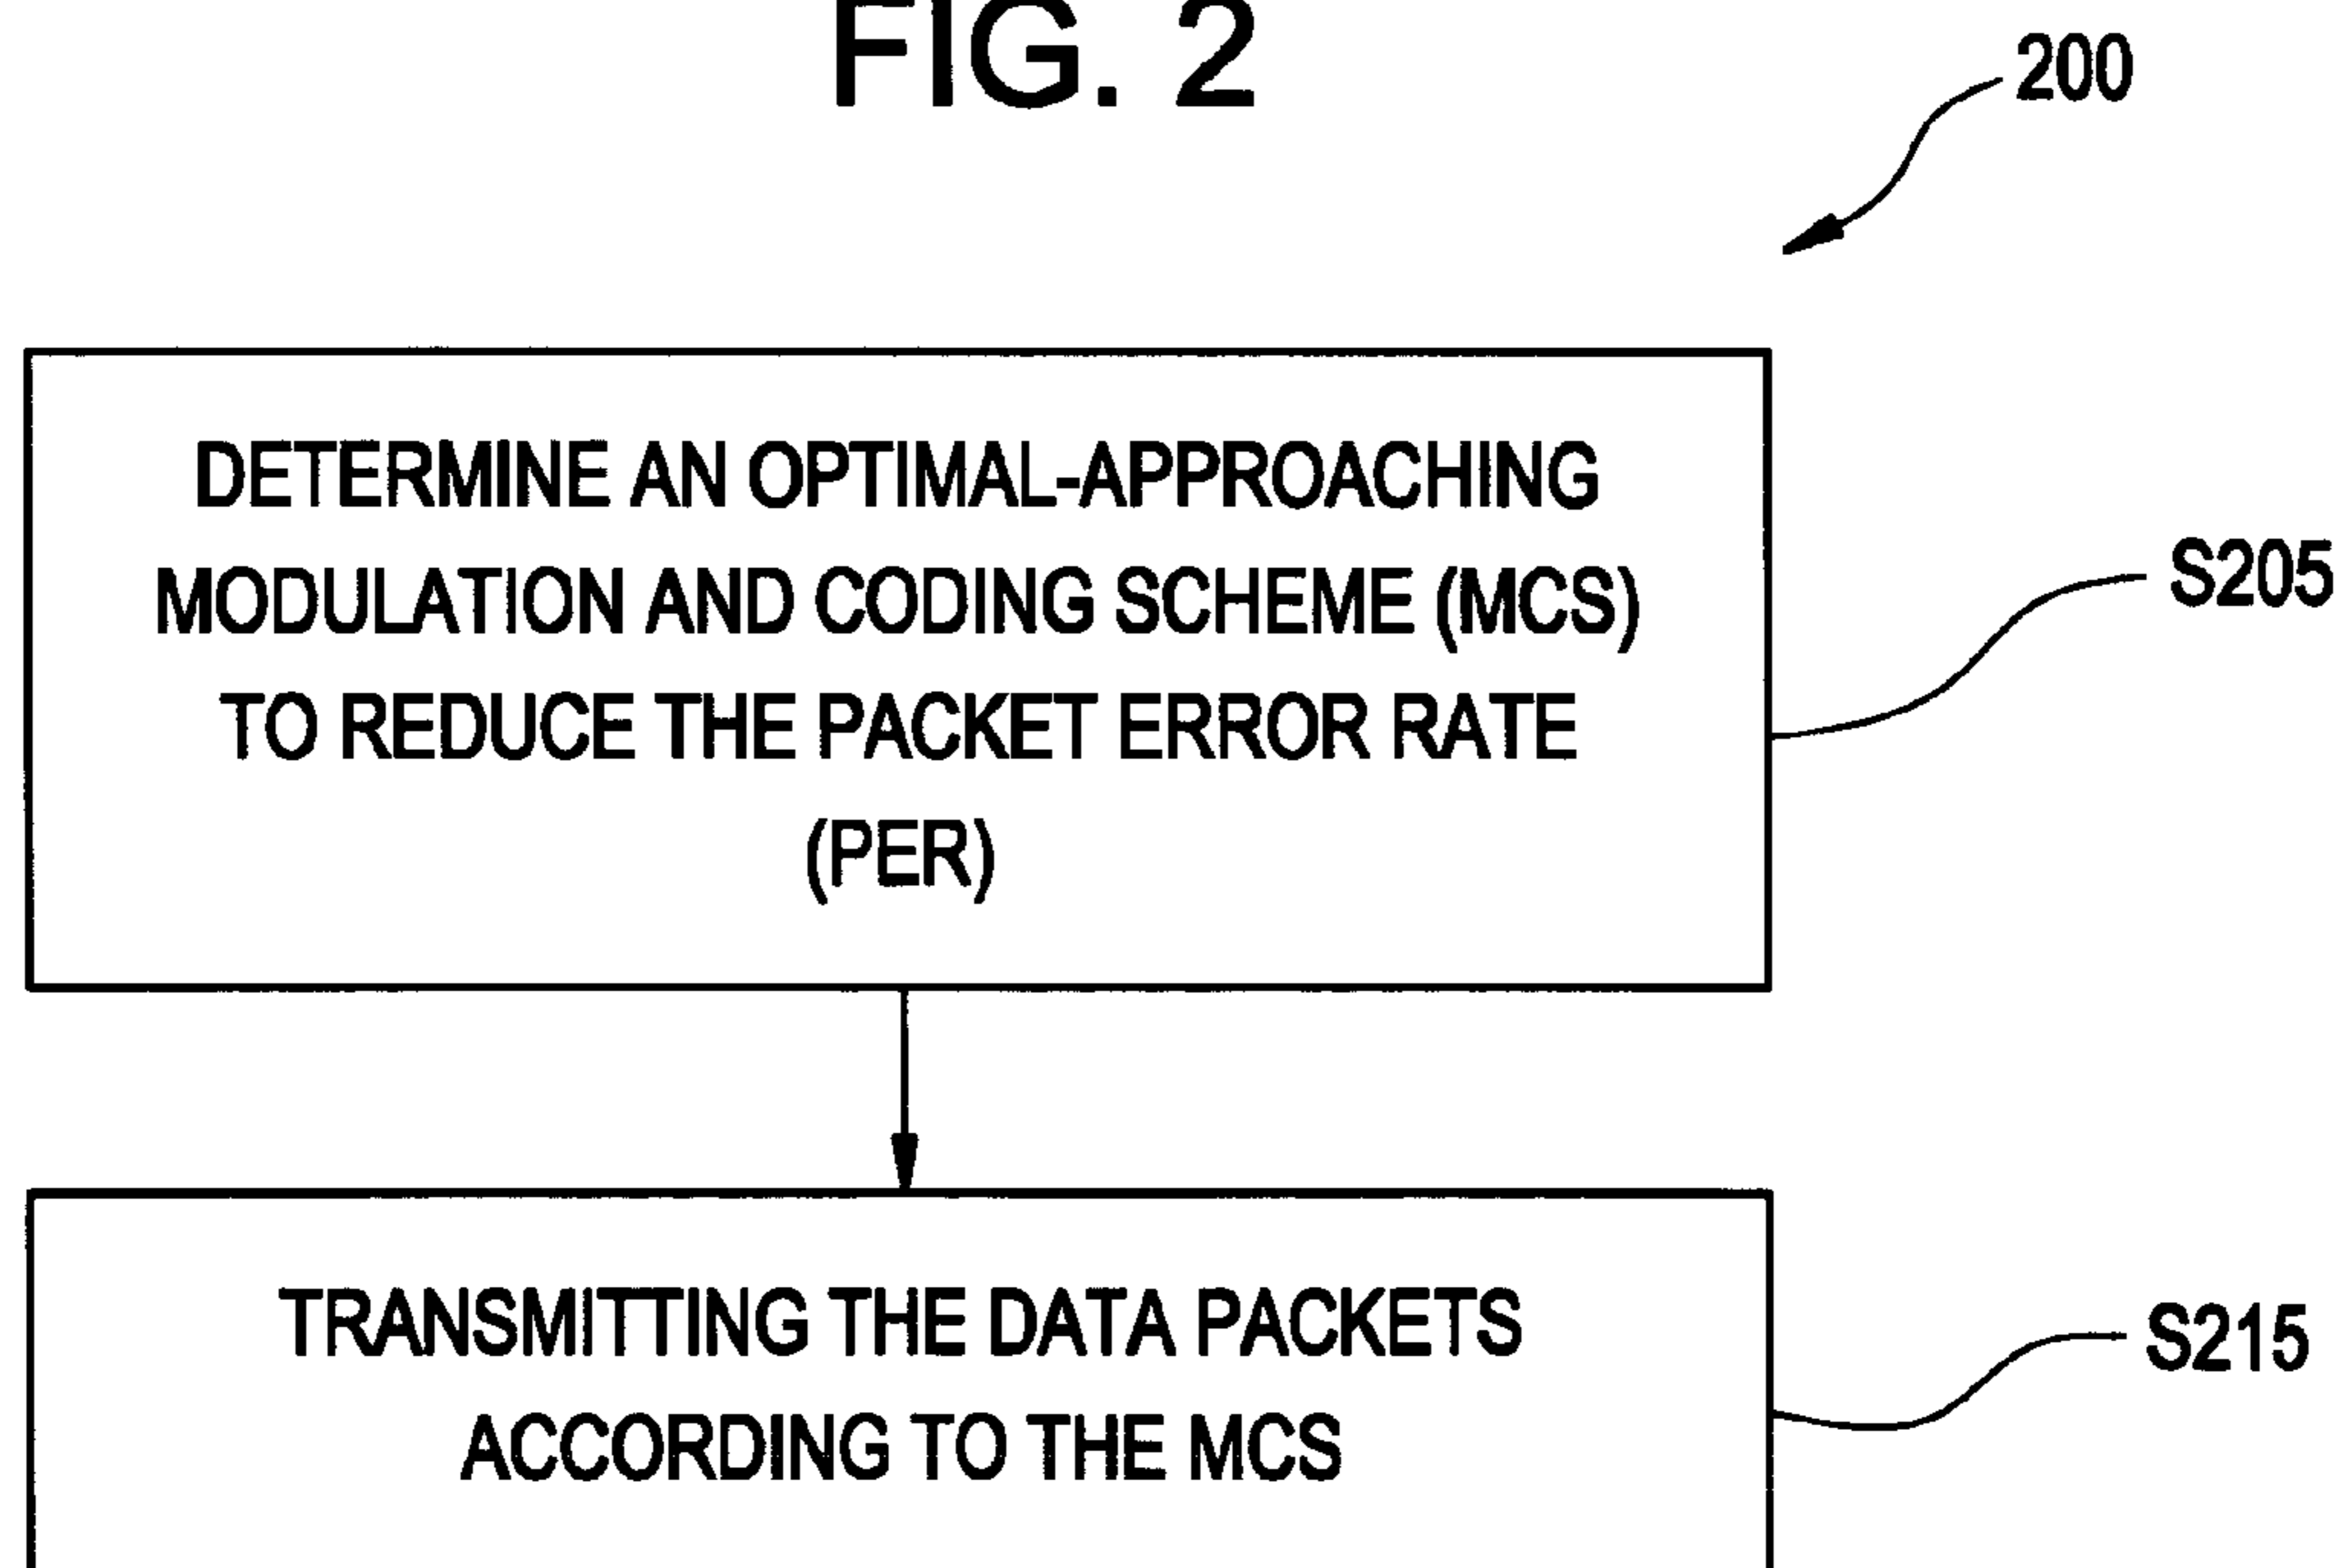 FIG. 2
200
DETERMINE AN OPTIMAL-APPROACHING
MODULATION AND CODING SCHEME (MCS)
TO REDUCE THE PACKET ERROR RATE
(PER)
S205
TRANSMITTING THE DATA PACKETS
ACCORDING TO THE MCS
S215